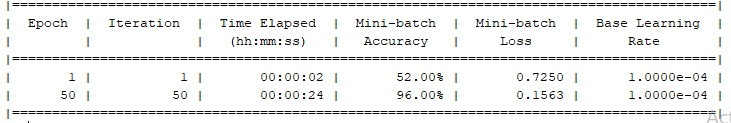 |======================================================================================|
| Epoch | Iteration | Time Elapsed | Mini-batch | Mini-batch | Base Learning |
| | | (hh:mm:ss) | Accuracy | Loss | Rate |
|======================================================================================|
| 1 | 1 | 00:00:02 | 52.00% | 0.7250 | 1.0000e-04 |
| 50 | 50 | 00:00:24 | 96.00% | 0.1563 | 1.0000e-04 |
|======================================================================================|